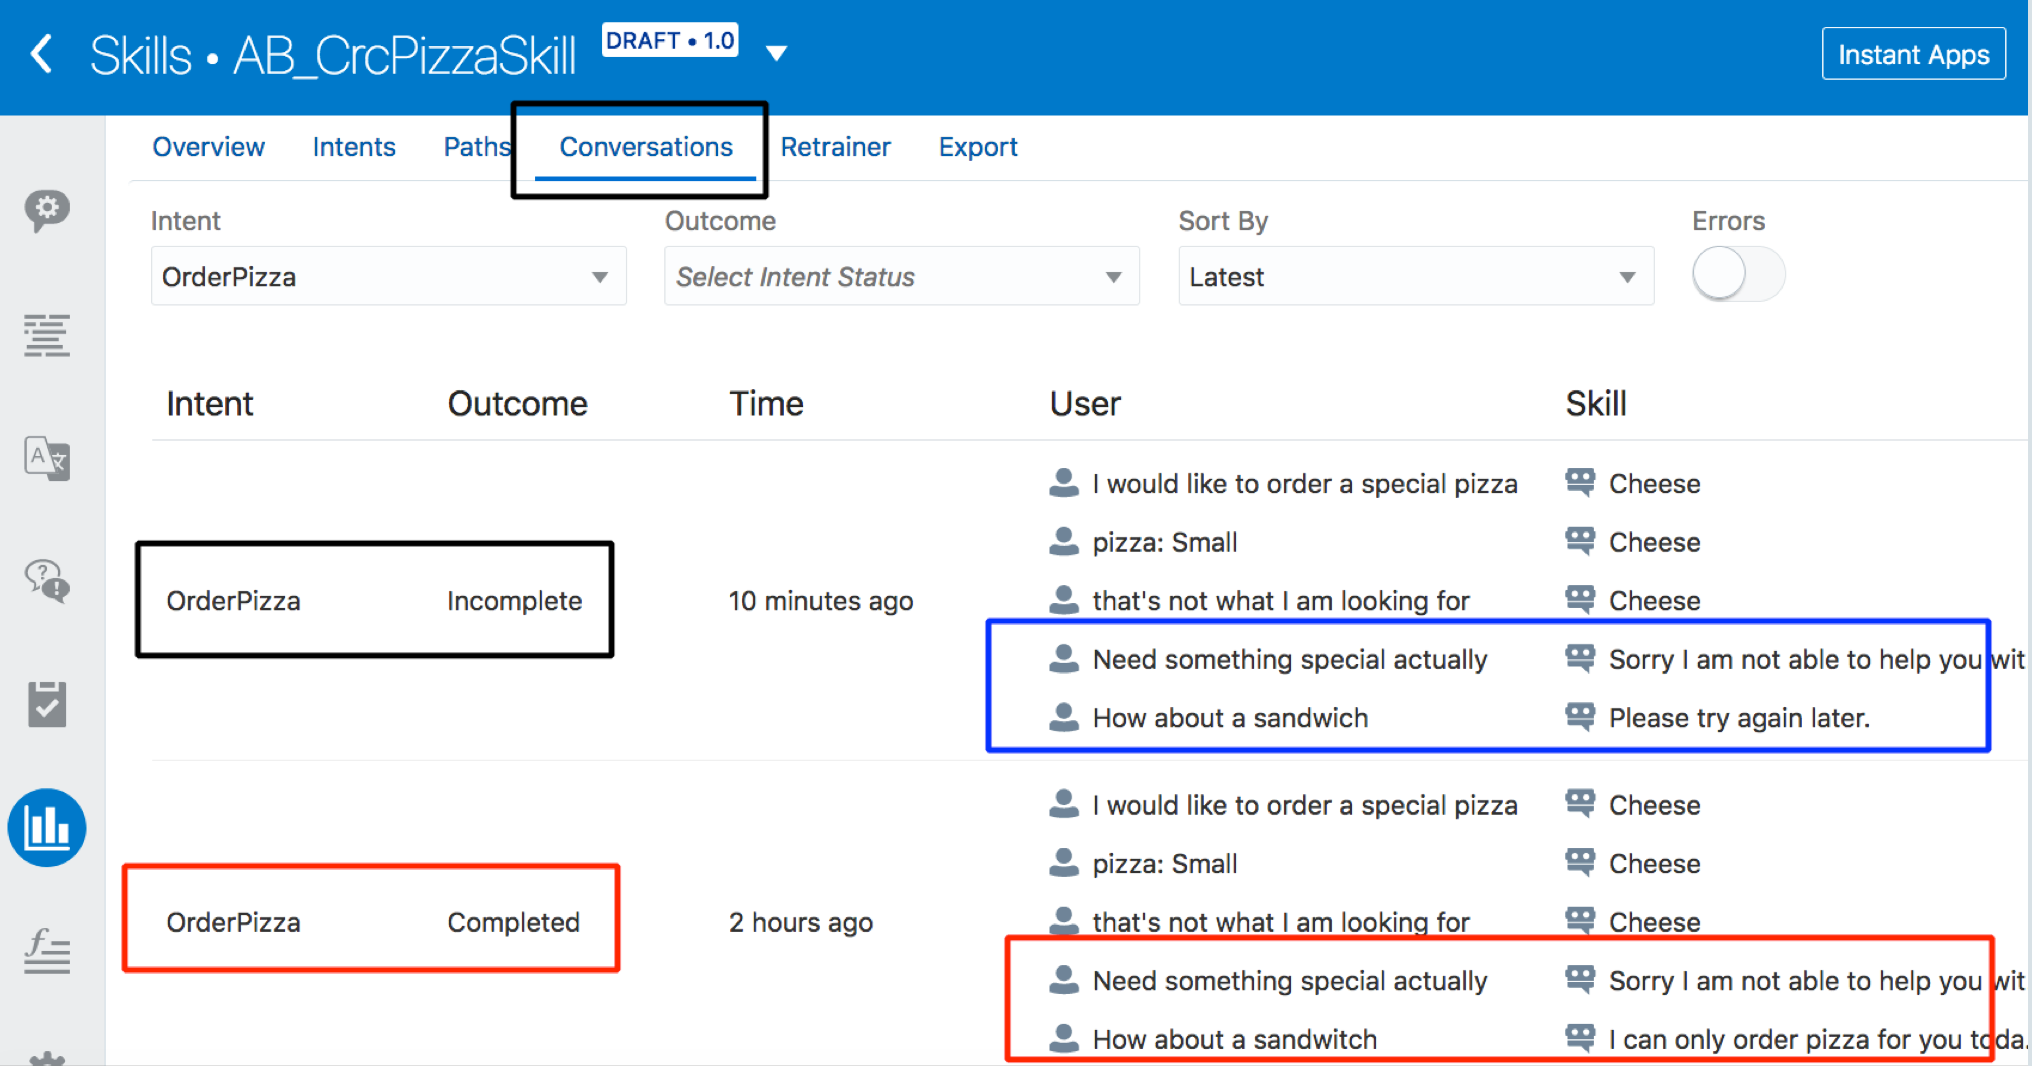 Skills • AB_CrcPizzaSkill DRAFT • 1.0 Instant Apps
Overview Intents Paths Conversations Retrainer Export
Intent Outcome Sort By Errors
OrderPizza Select Intent Status Latest
Intent Outcome Time User Skill
I would like to order a special pizza Cheese
pizza: Small Cheese
OrderPizza Incomplete 10 minutes ago that's not what I am looking for Cheese
Need something special actually Sorry I am not able to help you wit
How about a sandwich Please try again later.
I would like to order a special pizza Cheese
pizza: Small Cheese
OrderPizza Completed 2 hours ago that's not what I am looking for Cheese
Need something special actually Sorry I am not able to help you wit
How about a sandwitch I can only order pizza for you toda.